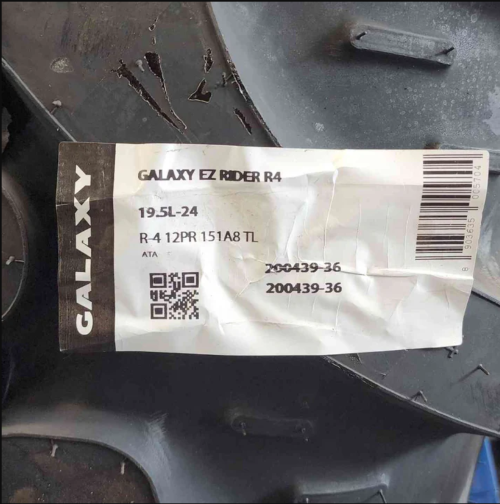 GALAXY
GALAXY EZ RIDER R4
19.5L-24
R-4 12PR 151A8 TL
ATA
200439-36
200439-36